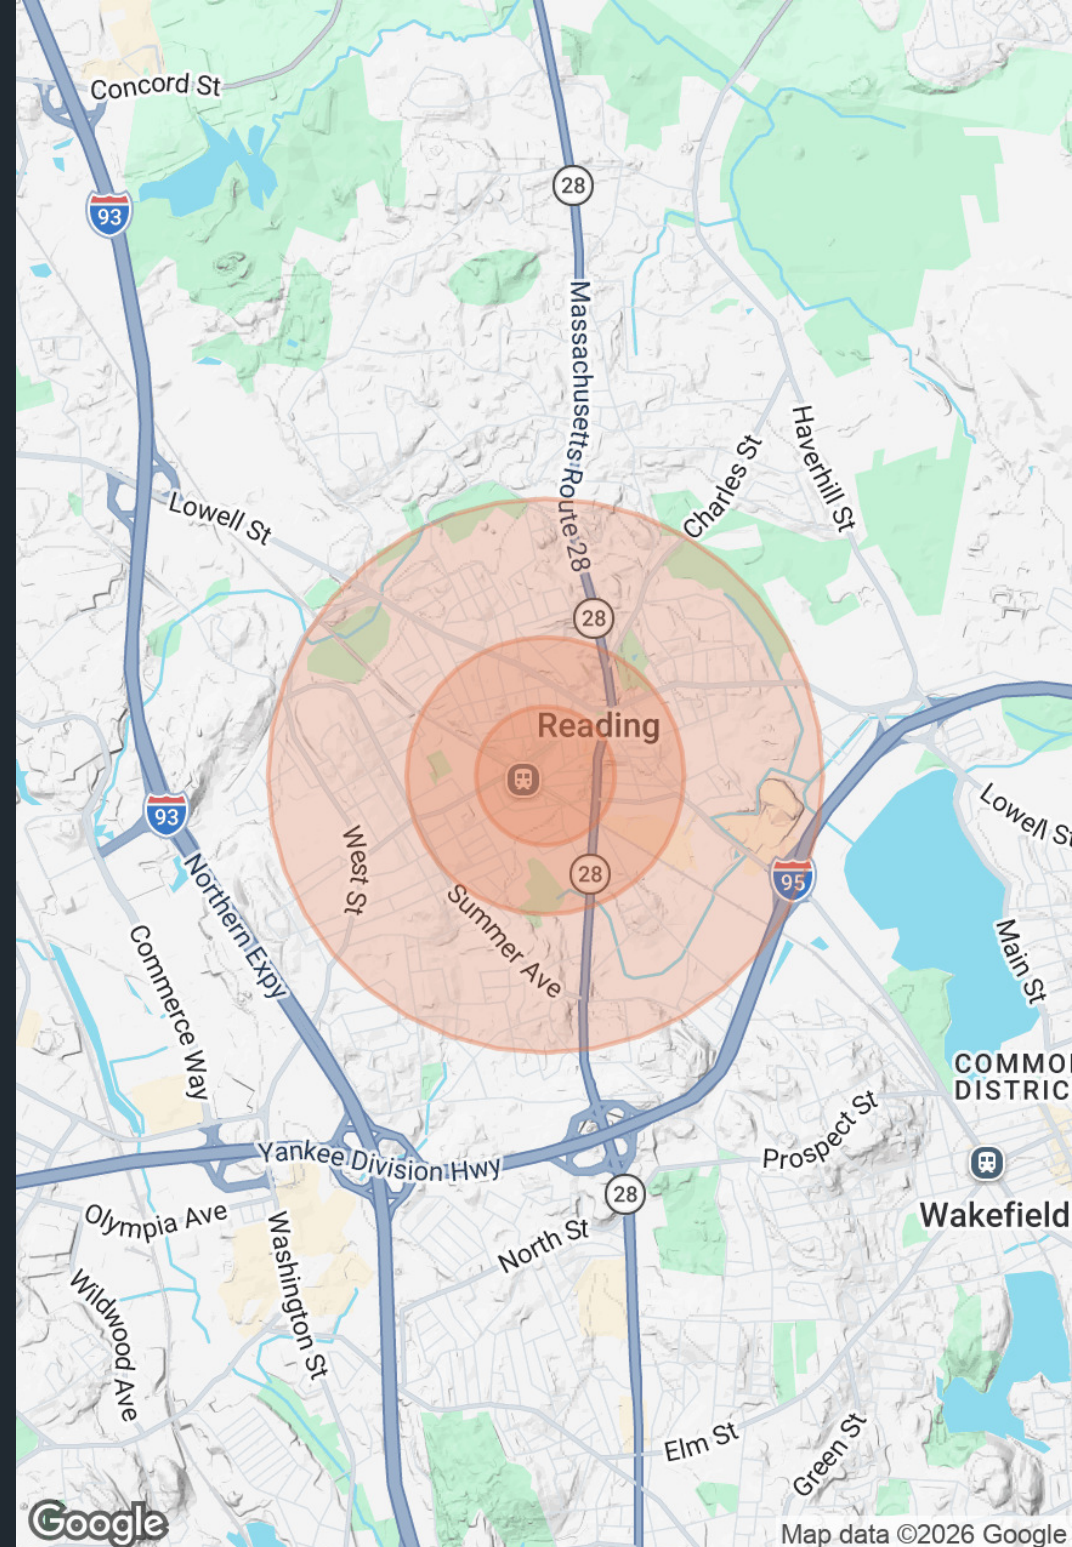 Concord St
93
28
Massachusetts Route 28
Haverhill St
Charles St
Lowell St
28
Reading
93
Lowell St
West St
28
95
Northern Expy
Summer Ave
Main St
Commerce Way
COMMON
DISTRIC
Prospect St
Yankee Division Hwy
28
Wakefield
Olympia Ave
Washington St
North St
Wildwood Ave
Elm St
Green St
Google
Map data ©2026 Google